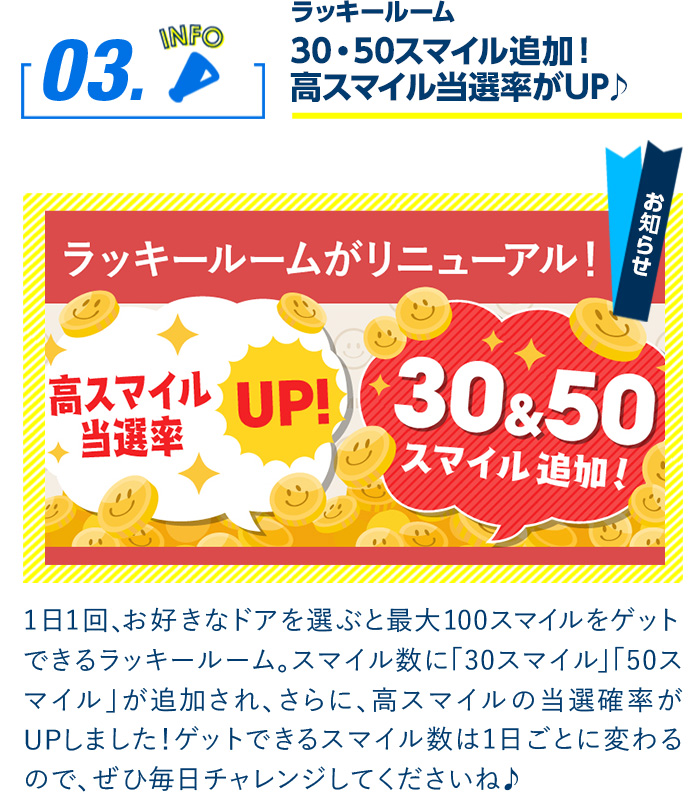 03.
INFO
ラッキールーム
30・50スマイル追加！
高スマイル当選率がUP♪
お知らせ
ラッキールームがリニューアル！
高スマイル
当選率
UP!
30&50
スマイル追加！
1日1回、お好きなドアを選ぶと最大100スマイルをゲット
できるラッキールーム。スマイル数に「30スマイル」「50ス
マイル」が追加され、さらに、高スマイルの当選確率が
UPしました！ゲットできるスマイル数は1日ごとに変わる
ので、ぜひ毎日チャレンジしてくださいね♪